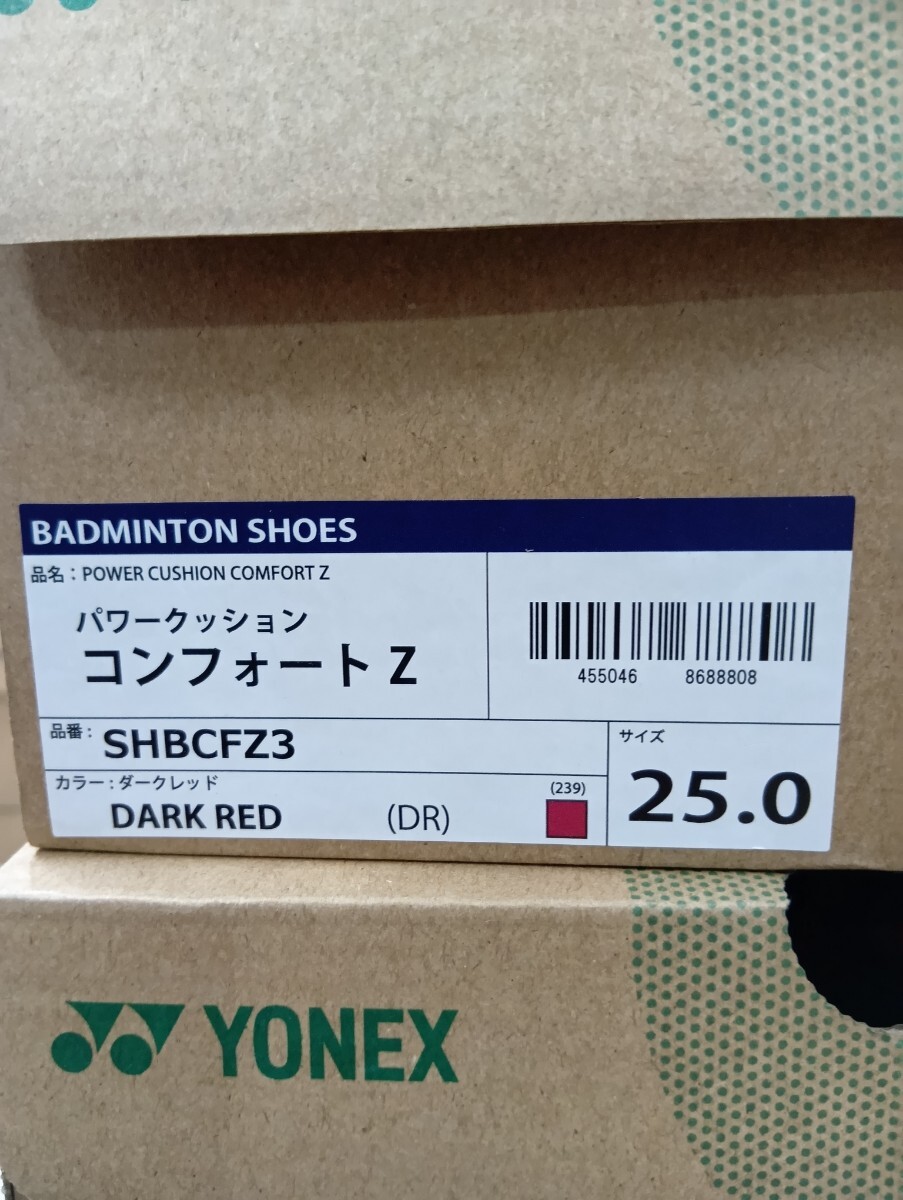 BADMINTON SHOES
品名：POWER CUSHION COMFORT Z
パワークッション
コンフォート Z
455046 8688808
品番：
SHBCFZ3
サイズ
25.0
カラー：ダークレッド
DARK RED (DR)
(239)
YONEX